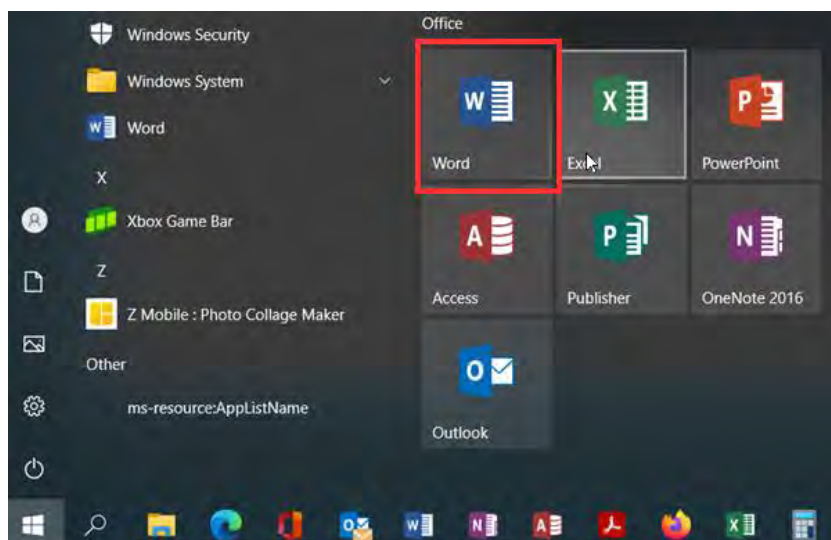 Windows Security
Windows System
Word
X
Xbox Game Bar
Z
Z Mobile : Photo Collage Maker
Other
ms-resource:AppListName
Office
Word
Excel
PowerPoint
Access
Publisher
OneNote 2016
Outlook